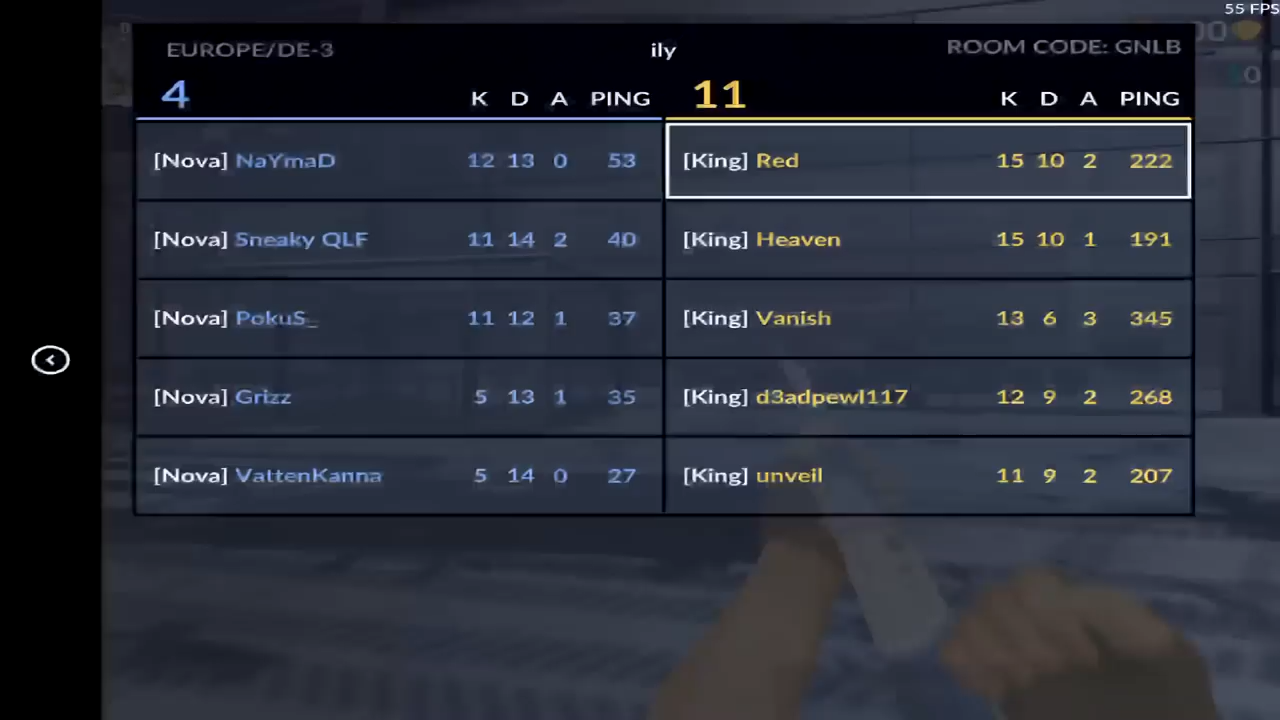 55 FPS
EUROPE/DE-3 ily ROOM CODE: GNLB
4 K D A PING 11 K D A PING
[Nova] NaYmaD 12 13 0 53 [King] Red 15 10 2 222
[Nova] Sneaky QLF 11 14 2 40 [King] Heaven 15 10 1 191
[Nova] PokuS_ 11 12 1 37 [King] Vanish 13 6 3 345
[Nova] Grizz 5 13 1 35 [King] d3adpewl117 12 9 2 268
[Nova] VattenKanna 5 14 0 27 [King] unveil 11 9 2 207